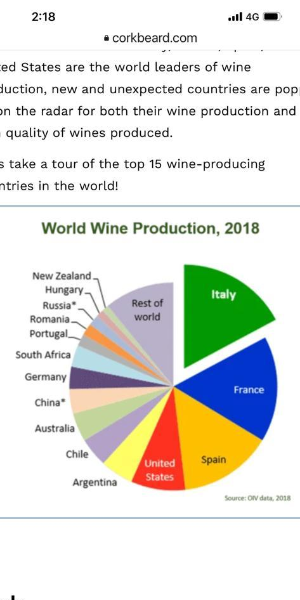 2:18
4G
corkbeard.com
ted States are the world leaders of wine
duction, new and unexpected countries are pop
on the radar for both their wine production and
quality of wines produced.
s take a tour of the top 15 wine-producing
ntries in the world!
World Wine Production, 2018
New Zealand
Hungary
Russia*
Romania
Portugal
South Africa
Germany
China*
Australia
Chile
Argentina
United
States
Spain
France
Italy
Rest of
world
Source: OIV data, 2018